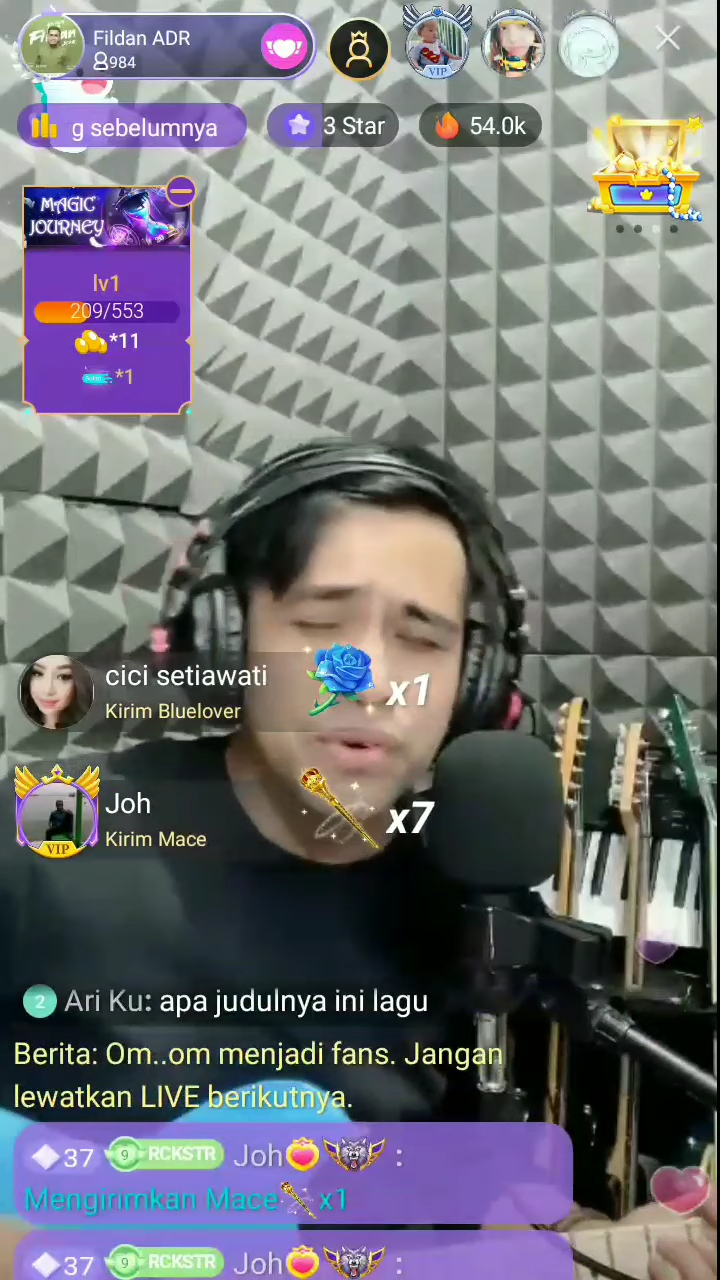 Fildan ADR
984
g sebelumnya
3 Star
54.0k
MAGIC
JOURNEY
lv1
209/553
*11
*1
cici setiawati
Kirim Bluelover
x1
Joh
Kirim Mace
VIP
x7
VIP
2 Ari Ku: apa judulnya ini lagu
Berita: Om..om menjadi fans. Jangan
lewatkan LIVE berikutnya.
37 9 RCKSTR Joh :
Mengirimkan Mace x1
37 9 RCKSTR Joh :